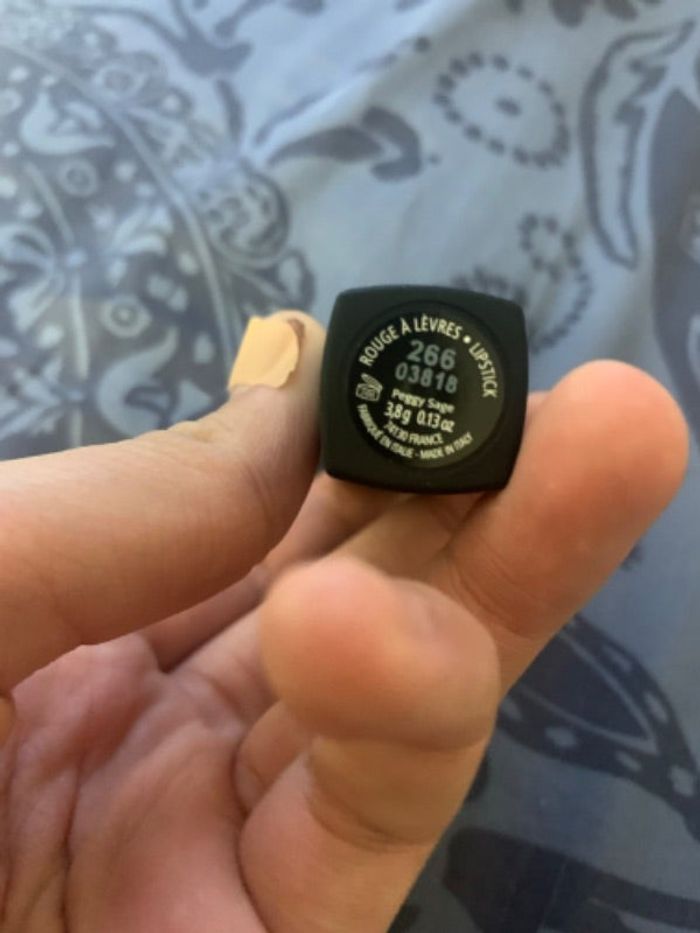 ROUGE À LÈVRES • LIPSTICK
266
03818
Peggy Sage
3,8g 0.13 oz
74130 FRANCE
FABRIQUÉ EN ITALIE - MADE IN ITALY